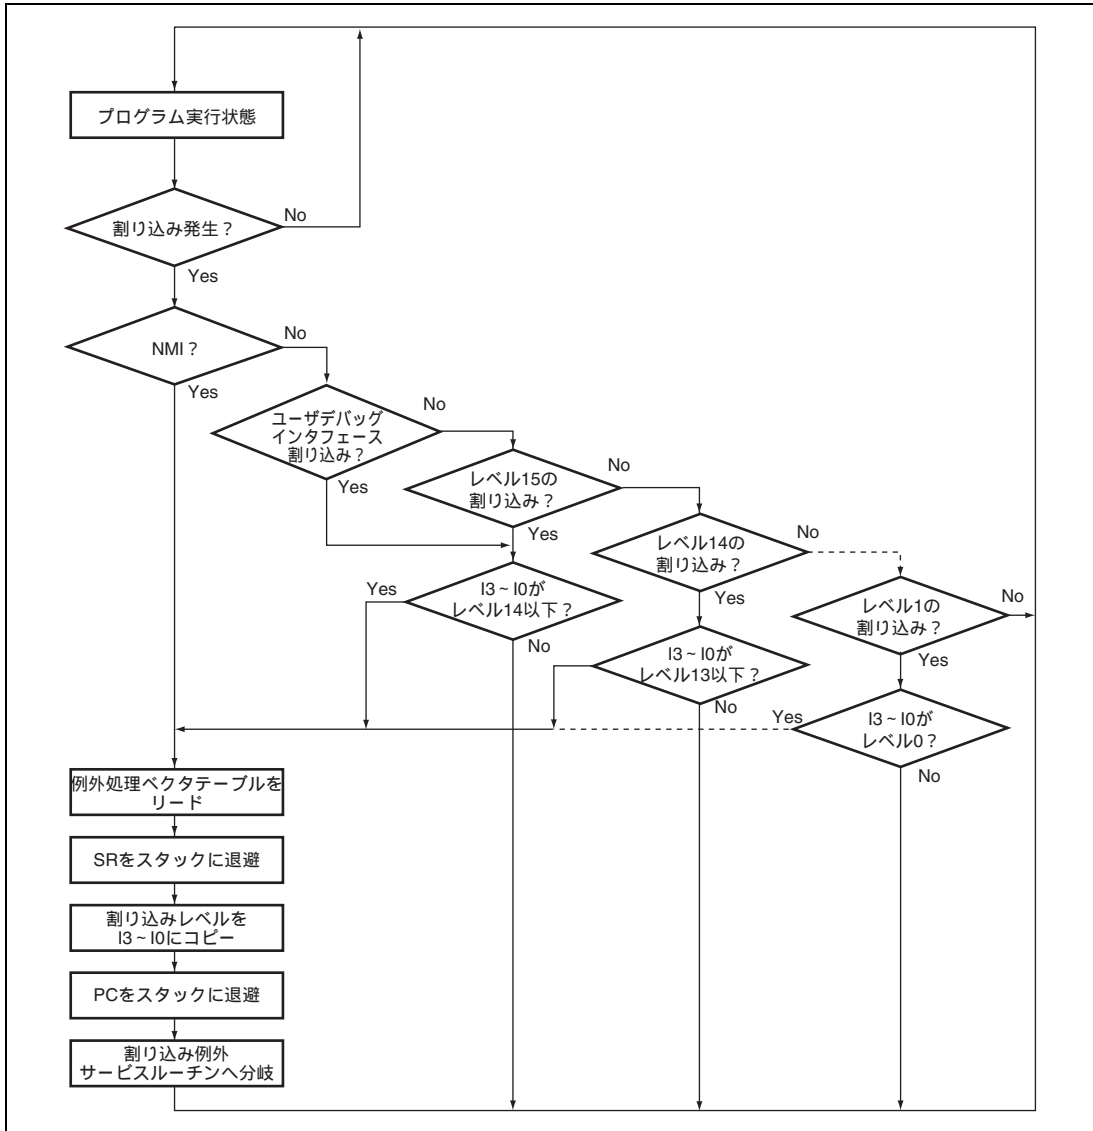 プログラム実行状態
割り込み発生？
No
Yes
NMI？
No
Yes
ユーザデバッグ
インタフェース
割り込み？
No
Yes
レベル15の
割り込み？
No
Yes
レベル14の
割り込み？
No
Yes
レベル1の
割り込み？
No
Yes
I3～I0が
レベル14以下？
Yes
No
I3～I0が
レベル13以下？
No
I3～I0が
レベル0？
Yes
No
例外処理ベクタテーブルを
リード
SRをスタックに退避
割り込みレベルを
I3～I0にコピー
PCをスタックに退避
割り込み例外
サービスルーチンへ分岐